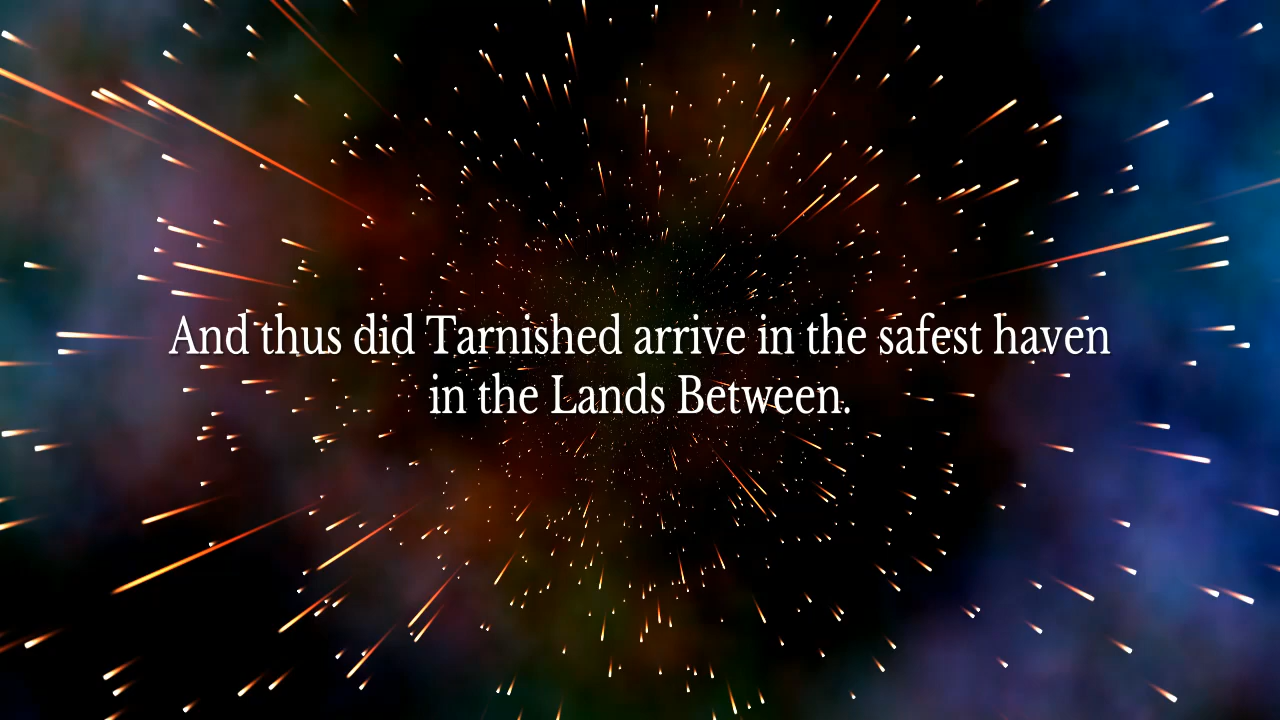 And thus did Tarnished arrive in the safest haven
in the Lands Between.